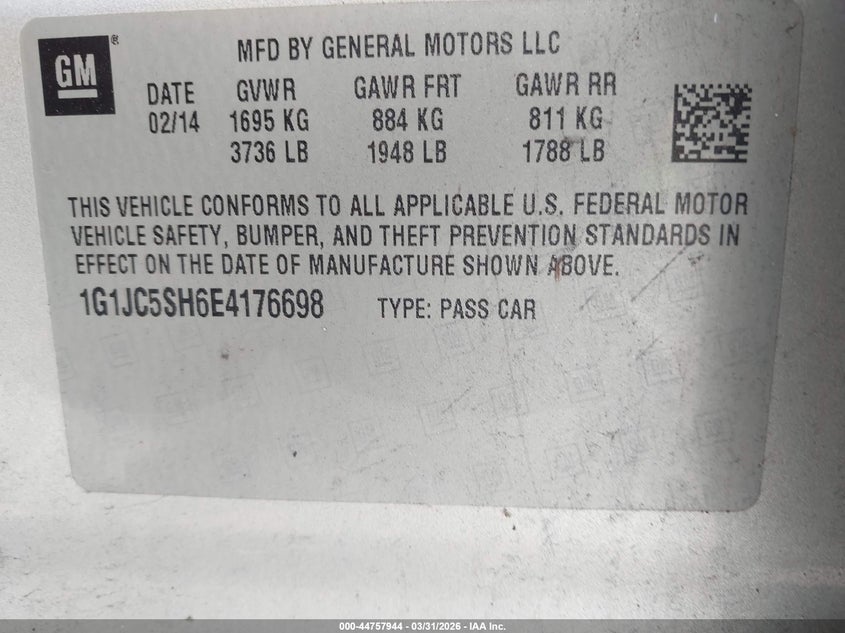 GM ® MFD BY GENERAL MOTORS LLC
DATE GVWR GAWR FRT GAWR RR
02/14 1695 KG 884 KG 811 KG
3736 LB 1948 LB 1788 LB
THIS VEHICLE CONFORMS TO ALL APPLICABLE U.S. FEDERAL MOTOR
VEHICLE SAFETY, BUMPER, AND THEFT PREVENTION STANDARDS IN
EFFECT ON THE DATE OF MANUFACTURE SHOWN ABOVE.
1G1JC5SH6E4176698 TYPE: PASS CAR
000-44757944 | 03/31/2026 | IAA Inc.